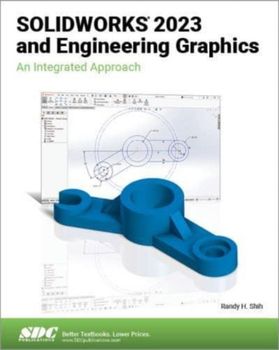 SOLIDWORKS® 2023
and Engineering Graphics
An Integrated Approach
Randy H. Shih
SDC
PUBLICATIONS
Better Textbooks. Lower Prices.
www.SDCpublications.com